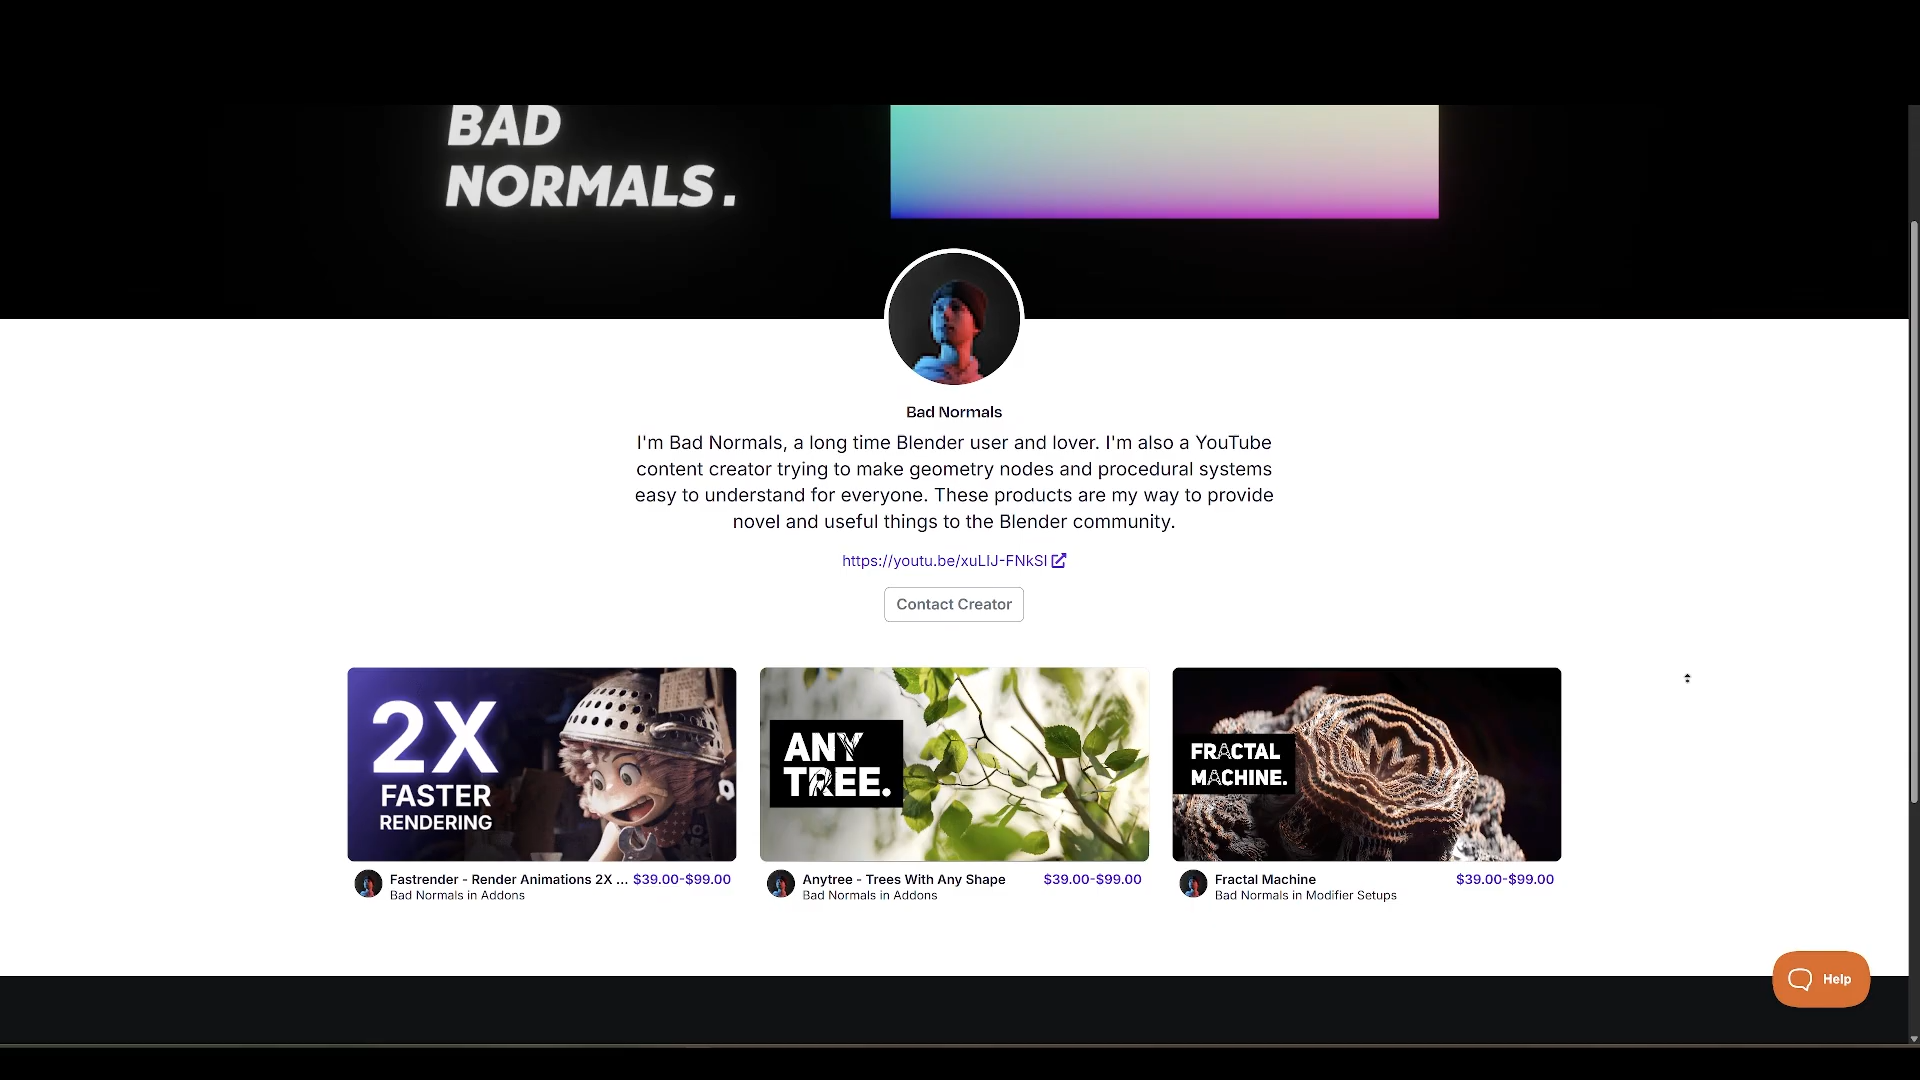 BAD
NORMALS.
Bad Normals
I'm Bad Normals, a long time Blender user and lover. I'm also a YouTube
content creator trying to make geometry nodes and procedural systems
easy to understand for everyone. These products are my way to provide
novel and useful things to the Blender community.
https://youtu.be/xuLIJ-FNkSI
Contact Creator
2X
FASTER
RENDERING
Fastrender - Render Animations 2X ... $39.00-$99.00
Bad Normals in Addons
ANY
TREE.
Anytree - Trees With Any Shape $39.00-$99.00
Bad Normals in Addons
FRACTAL
MACHINE.
Fractal Machine $39.00-$99.00
Bad Normals in Modifier Setups
Help